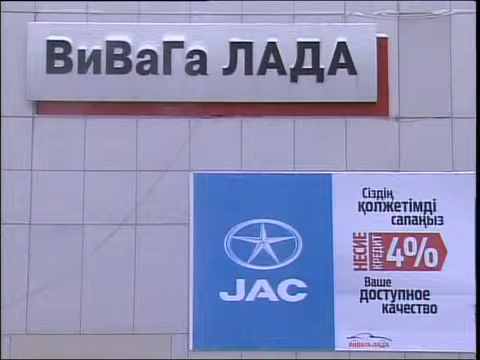 ВиВаГа ЛАДА
JAC
Сіздің
қолжетімді
сапаңыз
НЕСИЕ
КРЕДИТ
4%
Ваше
доступное
качество
ВИВАГА-ЛАДА